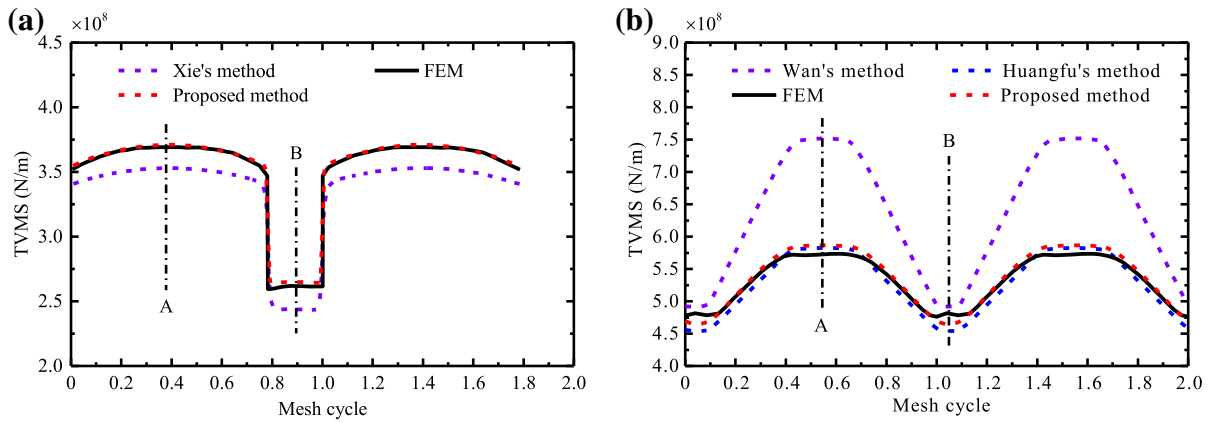 (a)
×10⁸
4.5
4.0
3.5
3.0
2.5
2.0
TVMS (N/m)
Xie's method
FEM
Proposed method
A
B
0 0.2 0.4 0.6 0.8 1.0 1.2 1.4 1.6 1.8 2.0
Mesh cycle
(b)
×10⁸
9.0
8.5
8.0
7.5
7.0
6.5
6.0
5.5
5.0
4.5
4.0
TVMS (N/m)
Wan's method
Huangfu's method
FEM
Proposed method
B
A
0 0.2 0.4 0.6 0.8 1.0 1.2 1.4 1.6 1.8 2.0
Mesh cycle